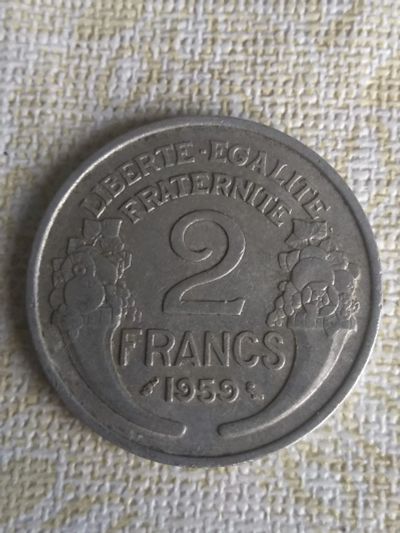 LIBERTE·EGALITE
FRATERNITE
2
FRANCS
1959